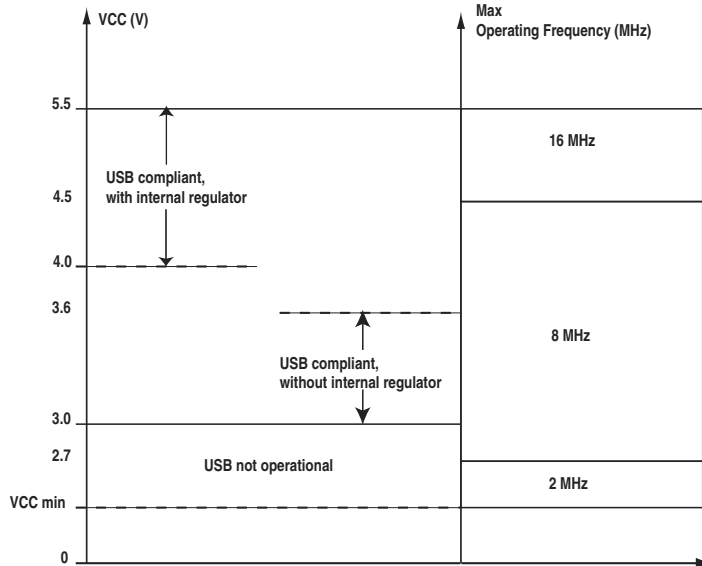 VCC (V)
Max
Operating Frequency (MHz)
5.5
16 MHz
USB compliant,
with internal regulator
4.5
4.0
3.6
8 MHz
USB compliant,
without internal regulator
3.0
2.7
USB not operational
2 MHz
VCC min
0